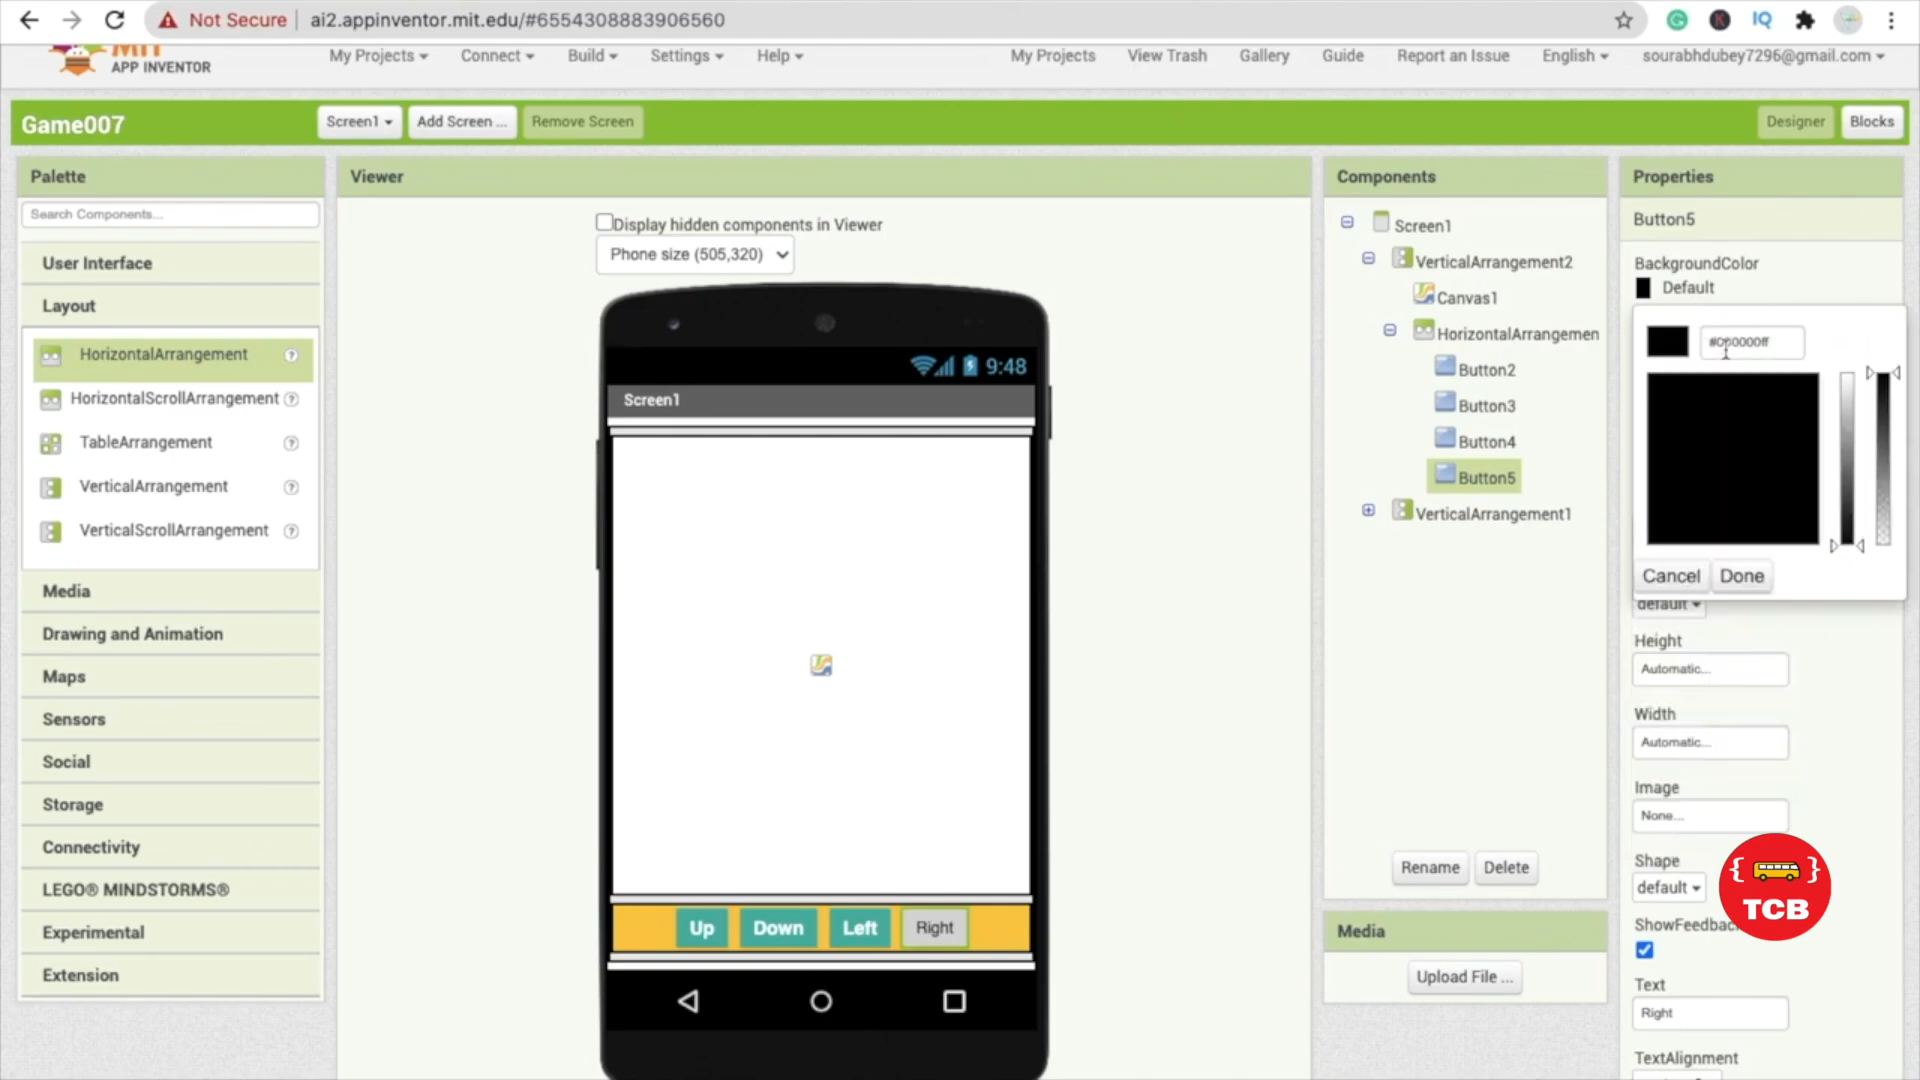 Not Secure
ai2.appinventor.mit.edu/#6554308883906560
MIT
APP INVENTOR
My Projects
Connect
Build
Settings
Help
My Projects
View Trash
Gallery
Guide
Report an Issue
English
sourabhdubey7296@gmail.com
Game007
Screen1
Add Screen ...
Remove Screen
Designer
Blocks
Palette
Search Components...
User Interface
Layout
HorizontalArrangement
HorizontalScrollArrangement
TableArrangement
VerticalArrangement
VerticalScrollArrangement
Media
Drawing and Animation
Maps
Sensors
Social
Storage
Connectivity
LEGO® MINDSTORMS®
Experimental
Extension
Viewer
Display hidden components in Viewer
Phone size (505,320)
9:48
Screen1
Up
Down
Left
Right
Components
Screen1
VerticalArrangement2
Canvas1
HorizontalArrangemen
Button2
Button3
Button4
Button5
VerticalArrangement1
Rename
Delete
Media
Upload File ...
Properties
Button5
BackgroundColor
Default
#000000ff
Cancel
Done
default
Height
Automatic...
Width
Automatic...
Image
None...
Shape
default
ShowFeedbac
Text
Right
TextAlignment
TCB